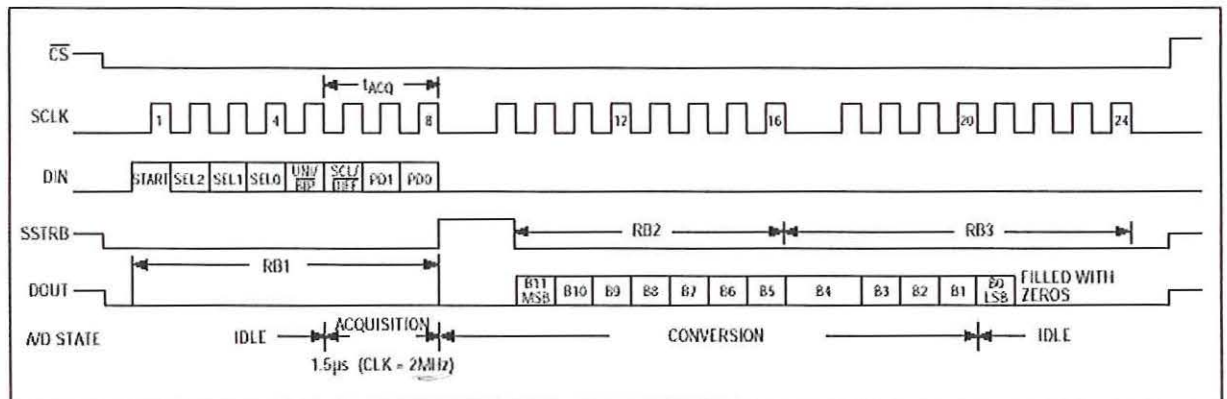 CS
tACQ
SCLK 1 4 8 12 16 20 24
DIN START SEL2 SEL1 SEL0 UNI/ BIP SCL/ DIFF PD1 PD0
SSTRB RB2 RB3
RB1
DOUT B11 MSB B10 B9 B8 B7 B6 B5 B4 B3 B2 B1 B0 LSB FILLED WITH ZEROS
A/D STATE IDLE ACQUISITION CONVERSION IDLE
1.5µs (CLK = 2MHz)